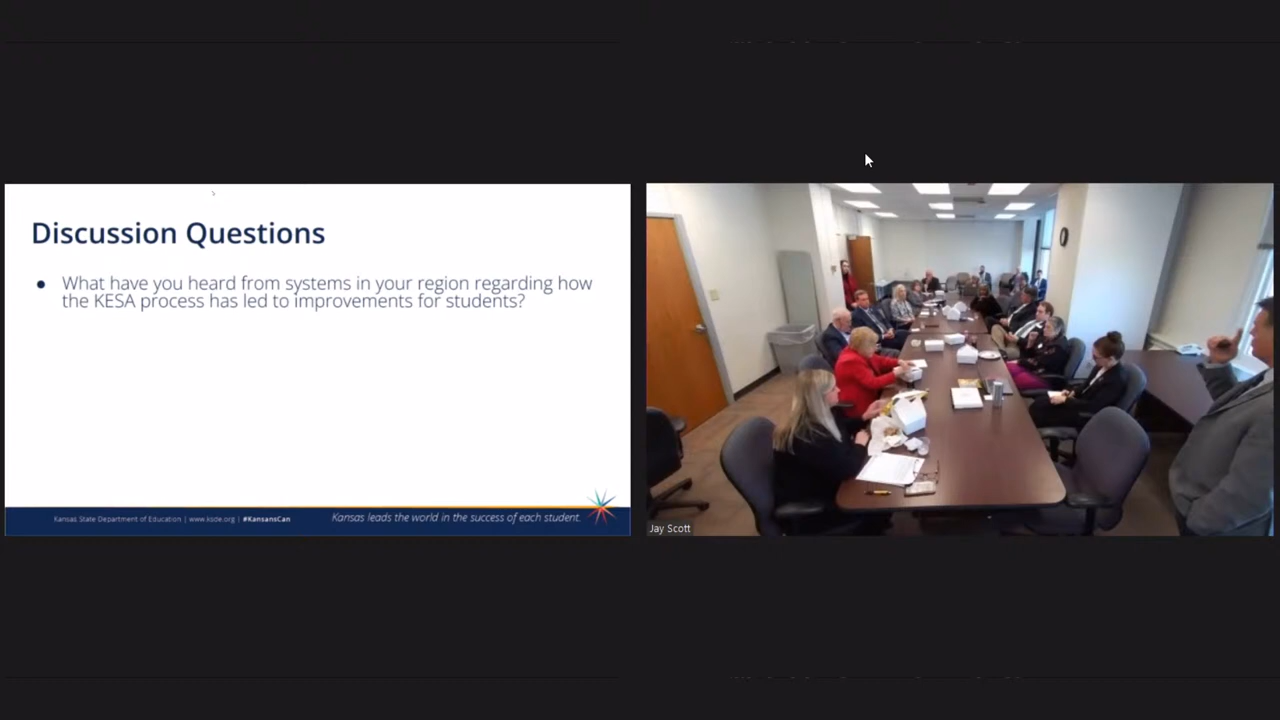 Discussion Questions
● What have you heard from systems in your region regarding how
the KESA process has led to improvements for students?
Kansas State Department of Education | www.ksde.org | #KansansCan
Kansas leads the world in the success of each student.
Jay Scott